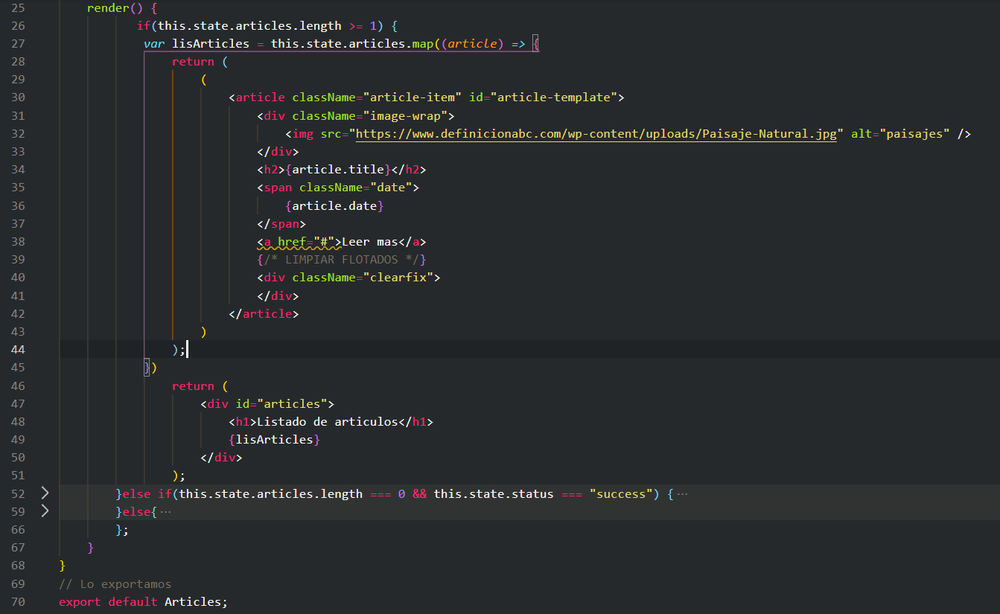 25 render() {
26 if(this.state.articles.length >= 1) {
27 var lisArticles = this.state.articles.map((article) => {
28 return (
29 (
30 <article className="article-item" id="article-template">
31 <div className="image-wrap">
32 <img src="https://www.definicionabc.com/wp-content/uploads/Paisaje-Natural.jpg" alt="paisajes" />
33 </div>
34 <h2>{article.title}</h2>
35 <span className="date">
36 {article.date}
37 </span>
38 <a href="#">Leer mas</a>
39 {/* LIMPIAR FLOTADOS */}
40 <div className="clearfix">
41 </div>
42 </article>
43 )
44 );
45 })
46 return (
47 <div id="articles">
48 <h1>Listado de articulos</h1>
49 {lisArticles}
50 </div>
51 );
52 }else if(this.state.articles.length === 0 && this.state.status === "success") {⋯
59 }else{⋯
66 };
67 }
68 }
69 // Lo exportamos
70 export default Articles;